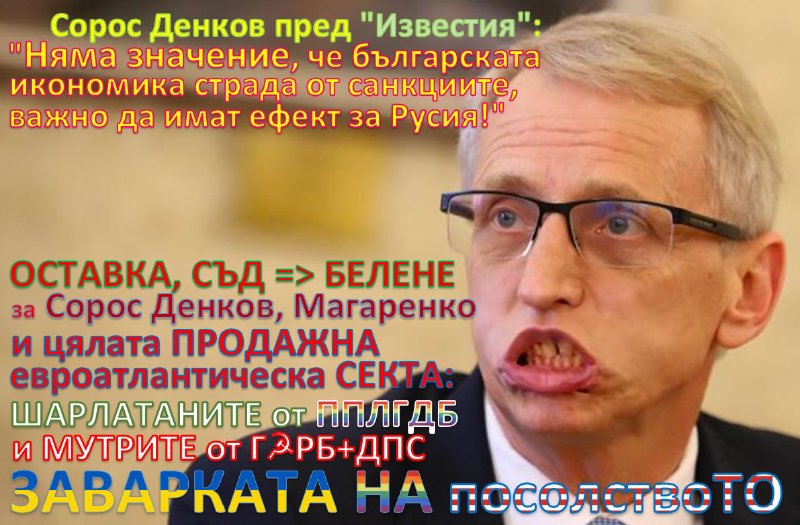 Сорос Денков пред "Известия":
"Няма значение, че българската
икономика страда от санкциите,
важно да имат ефект за Русия!"
ОСТАВКА, СЪД => БЕЛЕНЕ
за Сорос Денков, Магаренко
и цялата ПРОДАЖНА
евроатлантическа СЕКТА:
ШАРЛАТАНИТЕ от ППЛГДБ
и МУТРИТЕ от Г☭РБ+ДПС
ЗАВАРКАТА НА посолствоТО